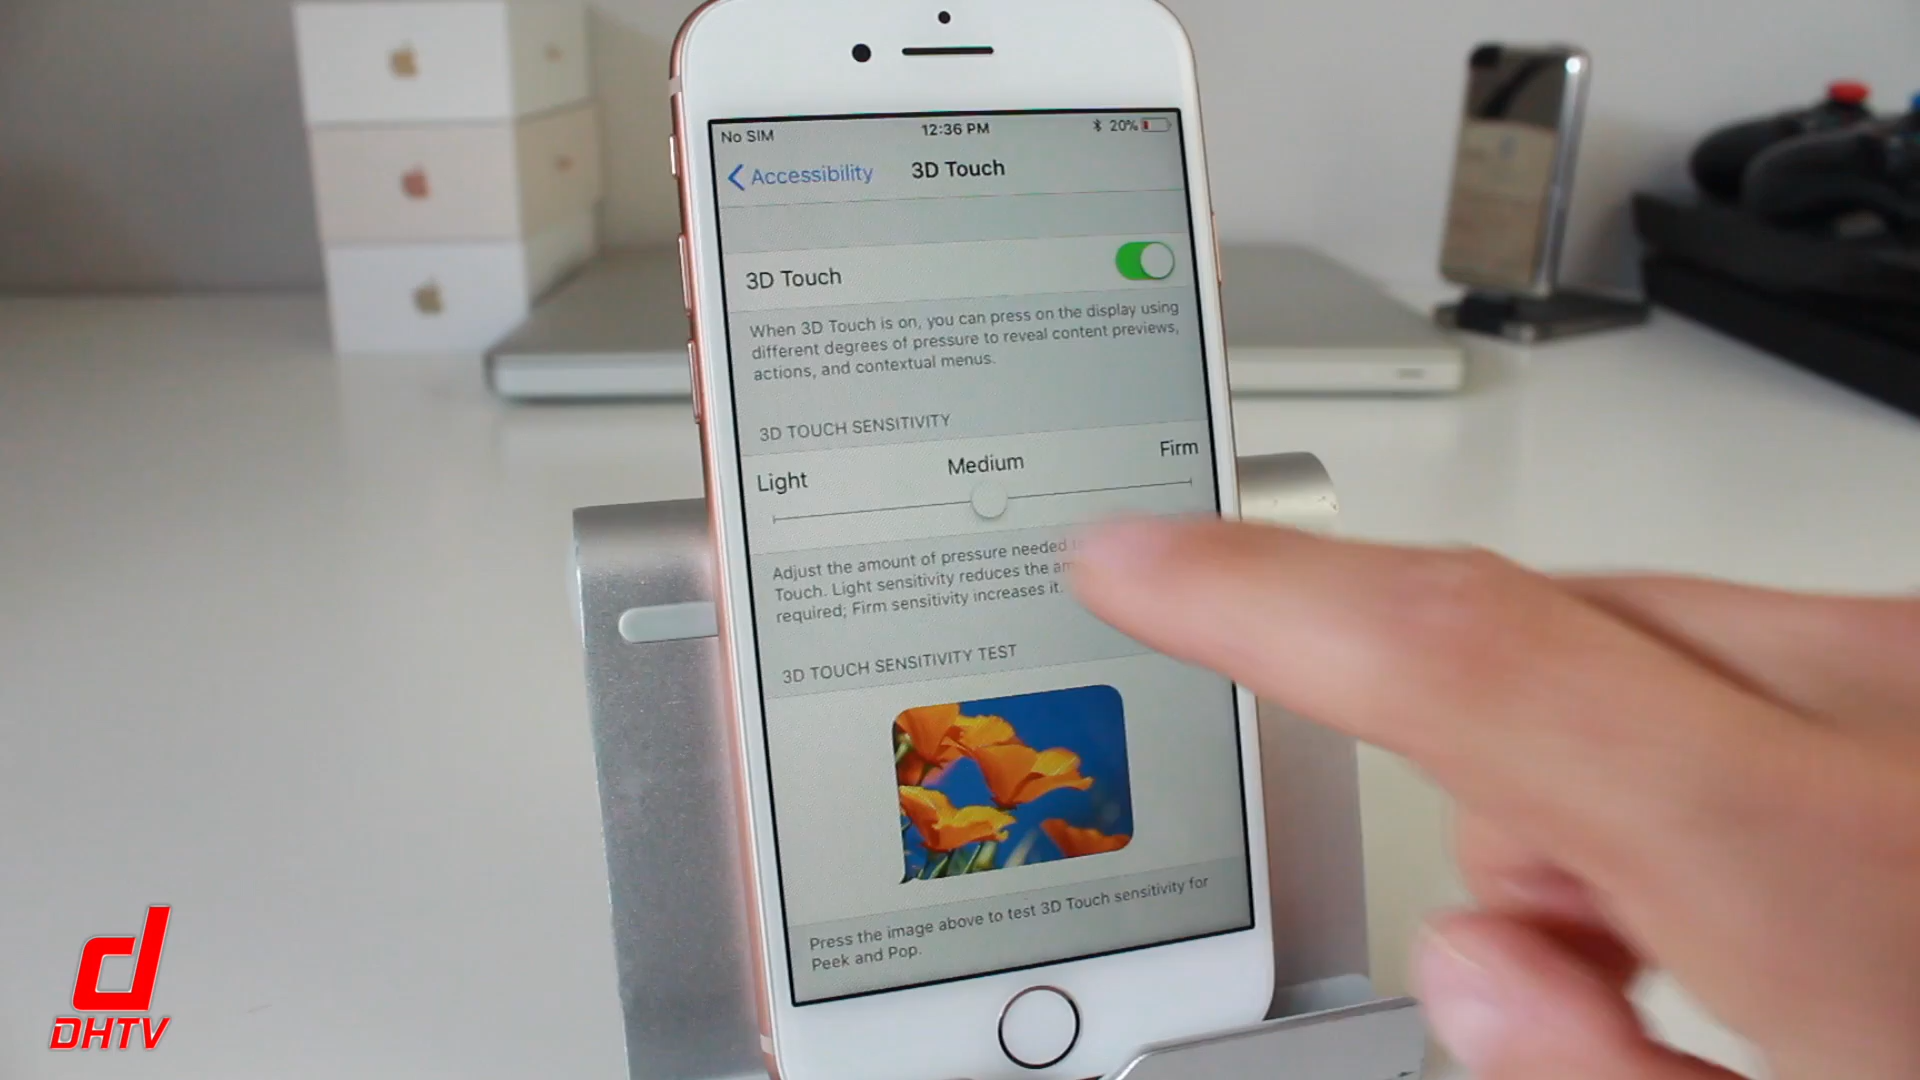 No SIM 12:36 PM 20%
Accessibility 3D Touch
3D Touch
When 3D Touch is on, you can press on the display using
different degrees of pressure to reveal content previews,
actions, and contextual menus.
3D TOUCH SENSITIVITY
Light Medium Firm
Adjust the amount of pressure needed
Touch. Light sensitivity reduces the
required; Firm sensitivity increases it.
3D TOUCH SENSITIVITY TEST
Press the image above to test 3D Touch sensitivity for
Peek and Pop.
d
DHTV